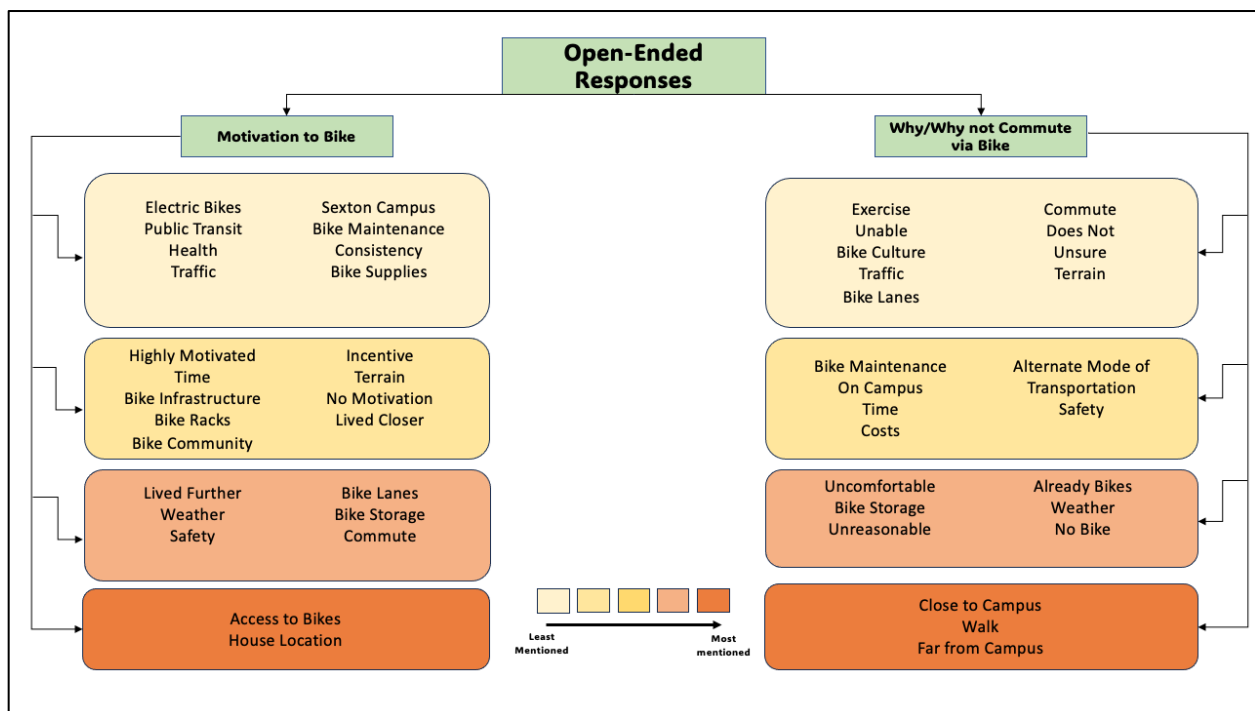 Open-Ended
Responses
Motivation to Bike
Electric Bikes
Public Transit
Health
Traffic
Sexton Campus
Bike Maintenance
Consistency
Bike Supplies
Highly Motivated
Time
Bike Infrastructure
Bike Racks
Bike Community
Incentive
Terrain
No Motivation
Lived Closer
Lived Further
Weather
Safety
Bike Lanes
Bike Storage
Commute
Access to Bikes
House Location
Why/Why not Commute
via Bike
Exercise
Unable
Bike Culture
Traffic
Bike Lanes
Commute
Does Not
Unsure
Terrain
Bike Maintenance
On Campus
Time
Costs
Alternate Mode of
Transportation
Safety
Uncomfortable
Bike Storage
Unreasonable
Already Bikes
Weather
No Bike
Close to Campus
Walk
Far from Campus
Least
Mentioned
Most
mentioned